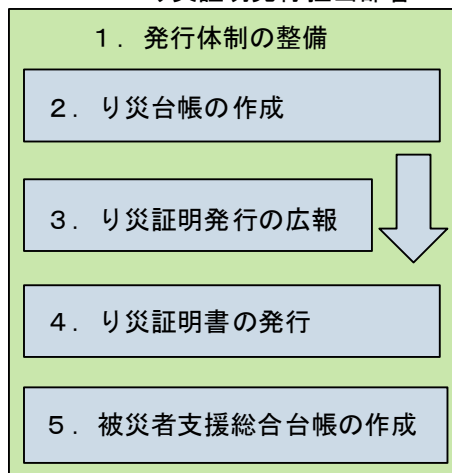 １．発行体制の整備
２．り災台帳の作成
３．り災証明発行の広報
４．り災証明書の発行
５．被災者支援総合台帳の作成